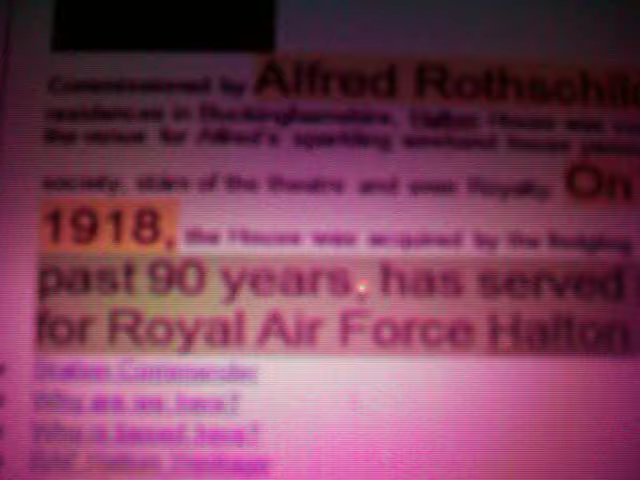 Commissioned by Alfred Rothschild
residences in Buckinghamshire, Halton House was
the venue for Alfred's sparkling weekend house
society, stars of the theatre and even Royalty. On
1918, the House was acquired by the fledgling
past 90 years, has served
for Royal Air Force Halton
Station Commander
Why are we here?
Who is based here?
RAF Halton Heritage